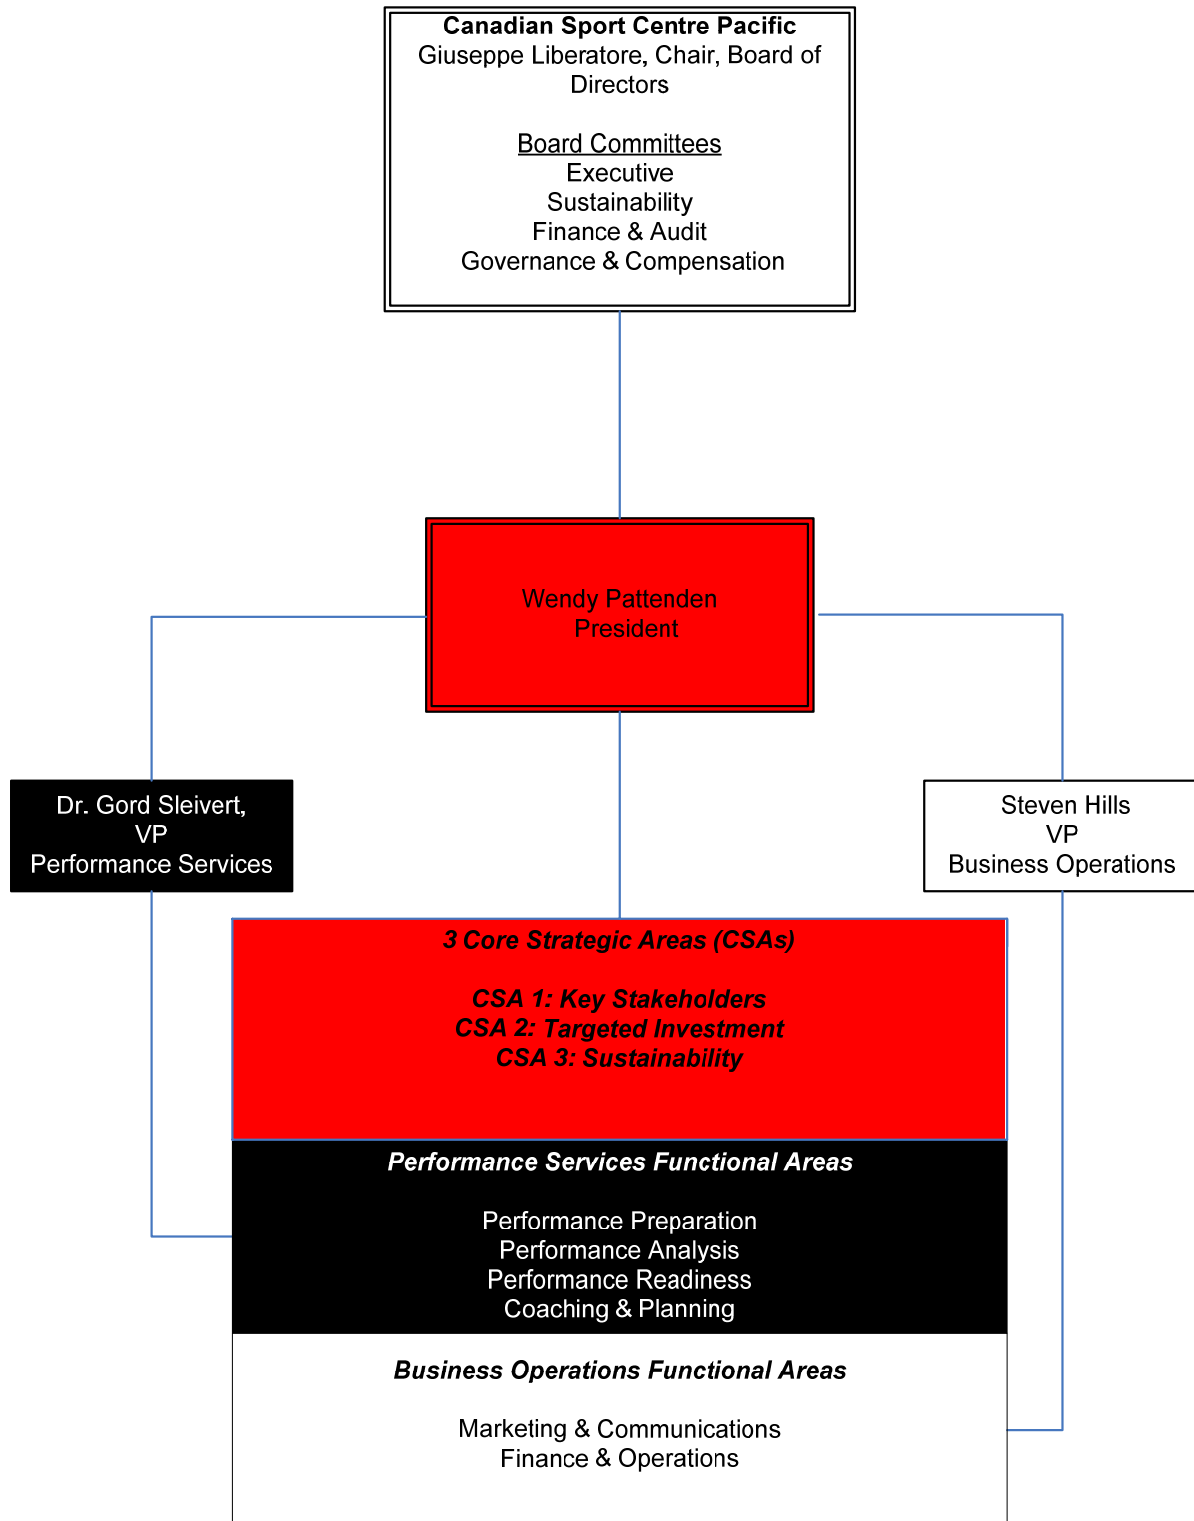 Canadian Sport Centre Pacific
Giuseppe Liberatore, Chair, Board of
Directors
Board Committees
Executive
Sustainability
Finance & Audit
Governance & Compensation
Wendy Pattenden
President
Dr. Gord Sleivert,
VP
Performance Services
Steven Hills
VP
Business Operations
3 Core Strategic Areas (CSAs)
CSA 1: Key Stakeholders
CSA 2: Targeted Investment
CSA 3: Sustainability
Performance Services Functional Areas
Performance Preparation
Performance Analysis
Performance Readiness
Coaching & Planning
Business Operations Functional Areas
Marketing & Communications
Finance & Operations